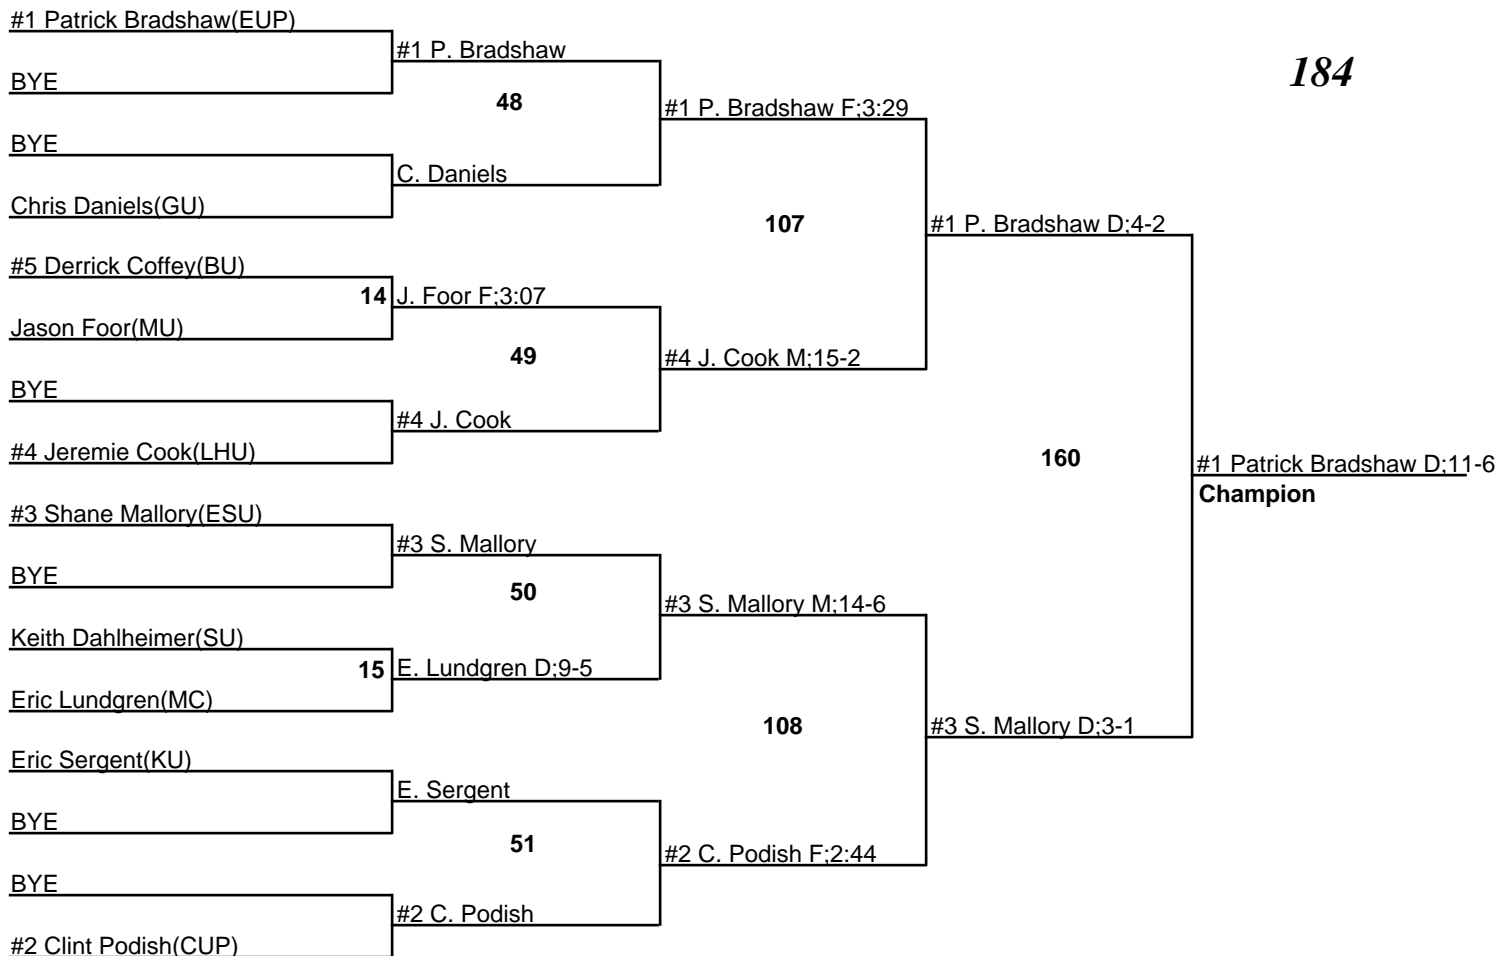 #1 Patrick Bradshaw(EUP)
#1 P. Bradshaw
184
BYE
48
#1 P. Bradshaw F;3:29
BYE
C. Daniels
Chris Daniels(GU)
107
#1 P. Bradshaw D;4-2
#5 Derrick Coffey(BU)
14
J. Foor F;3:07
Jason Foor(MU)
49
#4 J. Cook M;15-2
BYE
#4 J. Cook
#4 Jeremie Cook(LHU)
160
#1 Patrick Bradshaw D;11-6
Champion
#3 Shane Mallory(ESU)
#3 S. Mallory
BYE
50
#3 S. Mallory M;14-6
Keith Dahlheimer(SU)
15
E. Lundgren D;9-5
Eric Lundgren(MC)
108
#3 S. Mallory D;3-1
Eric Sergent(KU)
E. Sergent
BYE
51
#2 C. Podish F;2:44
BYE
#2 C. Podish
#2 Clint Podish(CUP)